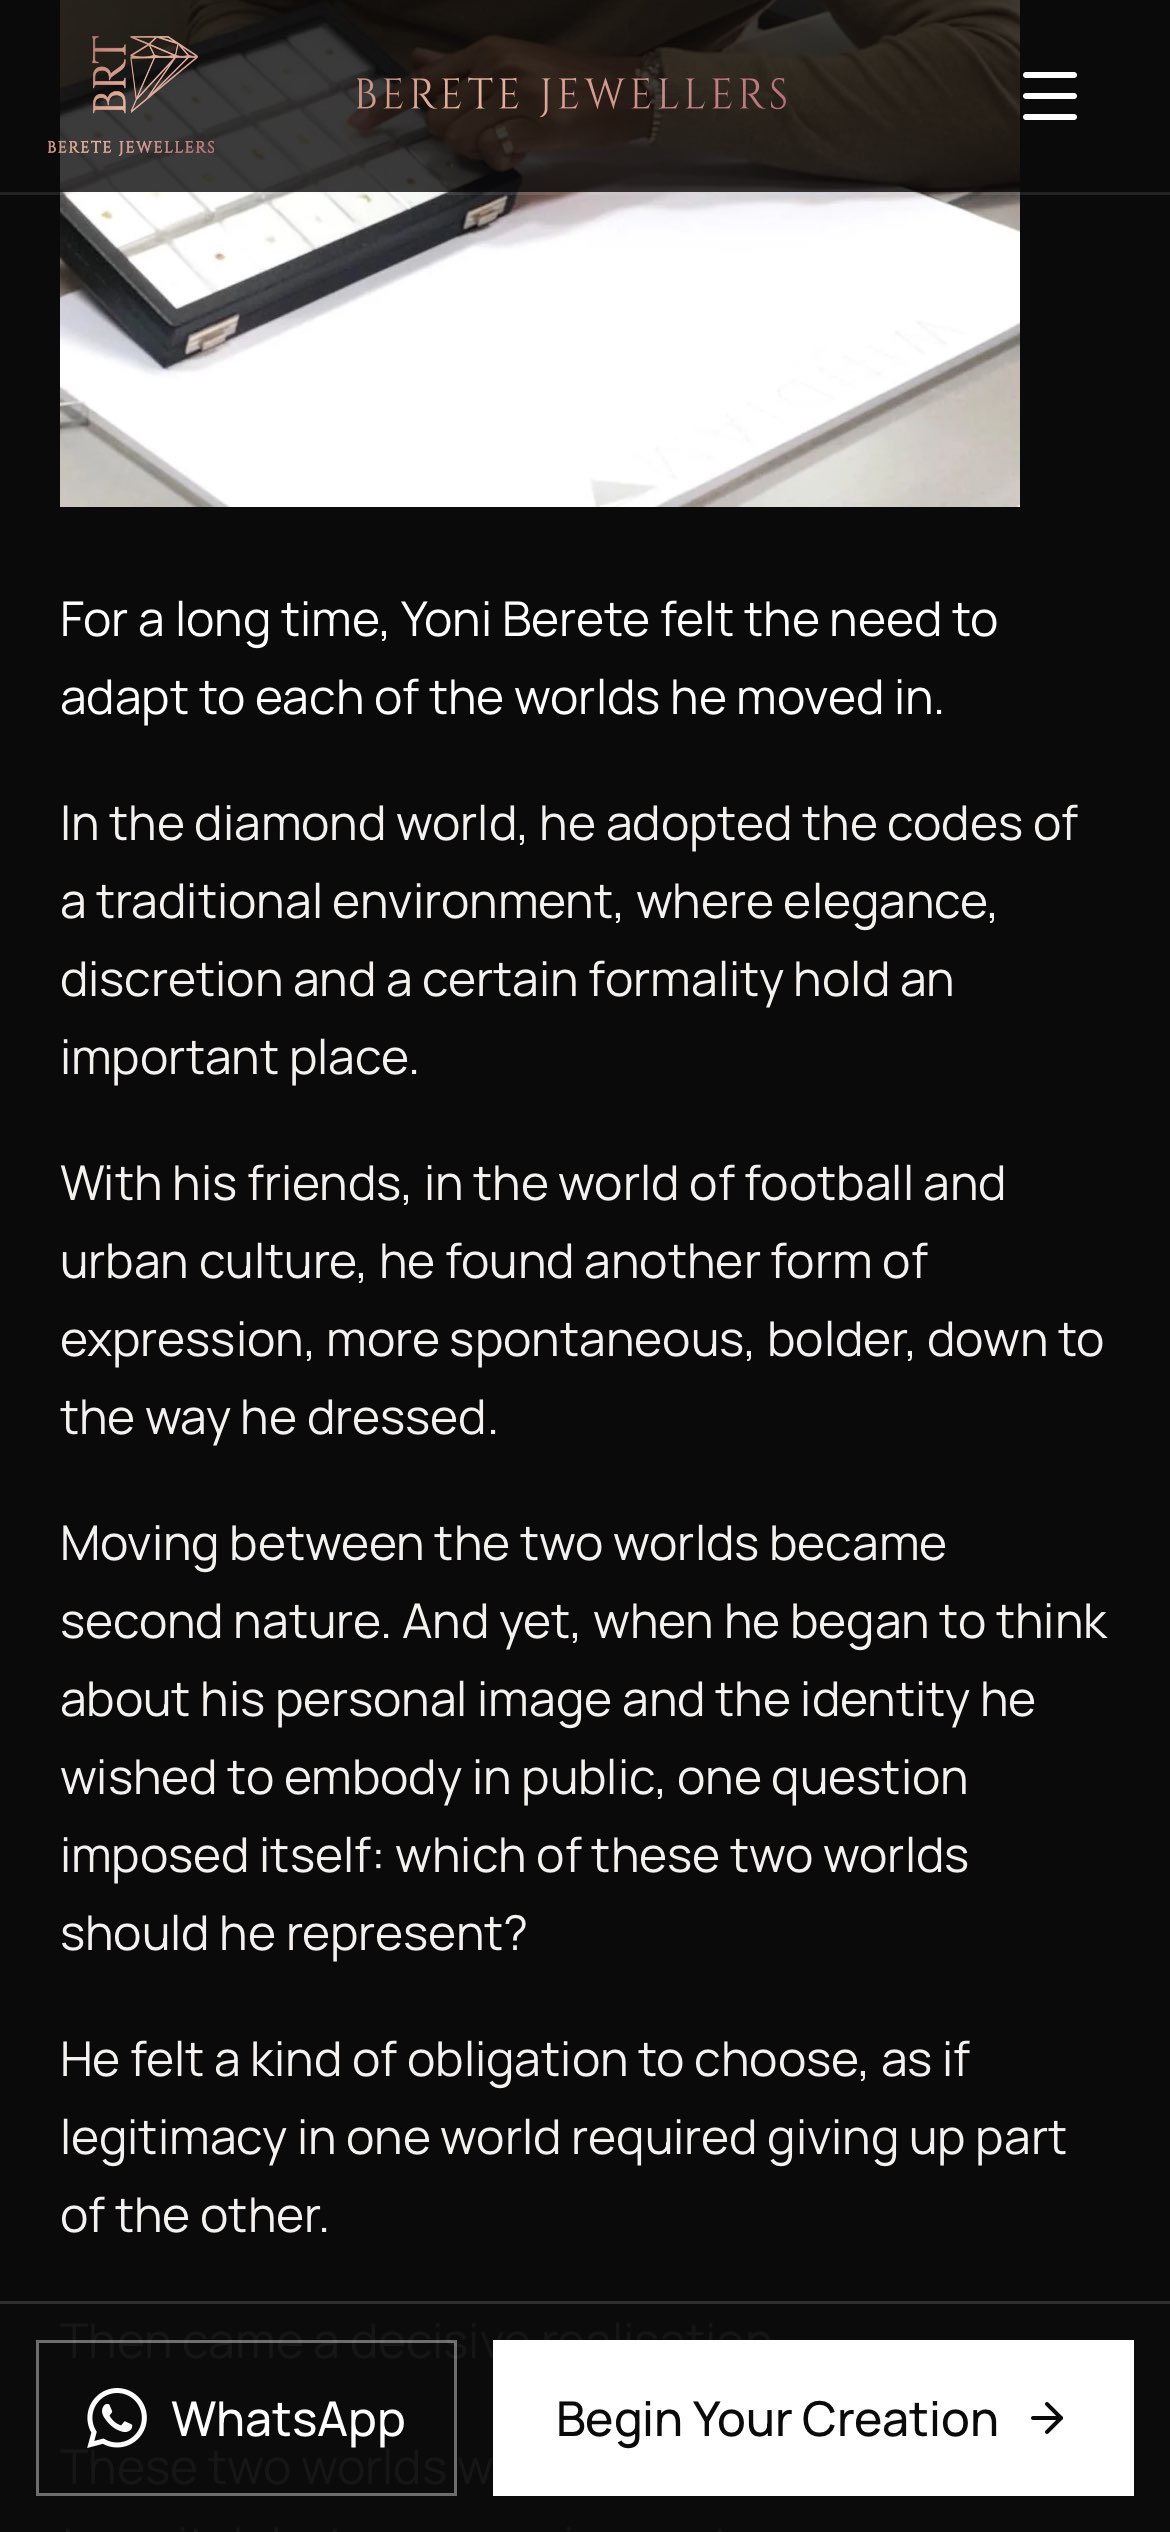 BRT
BERETE JEWELLERS
BERETE JEWELLERS
For a long time, Yoni Berete felt the need to
adapt to each of the worlds he moved in.
In the diamond world, he adopted the codes of
a traditional environment, where elegance,
discretion and a certain formality hold an
important place.
With his friends, in the world of football and
urban culture, he found another form of
expression, more spontaneous, bolder, down to
the way he dressed.
Moving between the two worlds became
second nature. And yet, when he began to think
about his personal image and the identity he
wished to embody in public, one question
imposed itself: which of these two worlds
should he represent?
He felt a kind of obligation to choose, as if
legitimacy in one world required giving up part
of the other.
Then came a decisive realisation
WhatsApp
Begin Your Creation
These two worlds